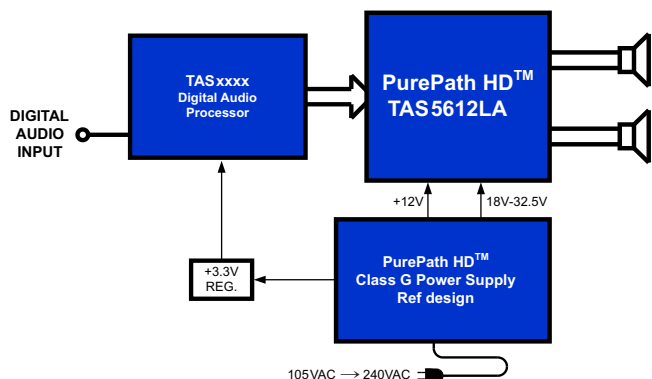 TASxxxx
Digital Audio
Processor
PurePath HD™
TAS5612LA
DIGITAL
AUDIO
INPUT
+12V
18V-32.5V
+3.3V
REG.
PurePath HD™
Class G Power Supply
Ref design
105VAC → 240VAC